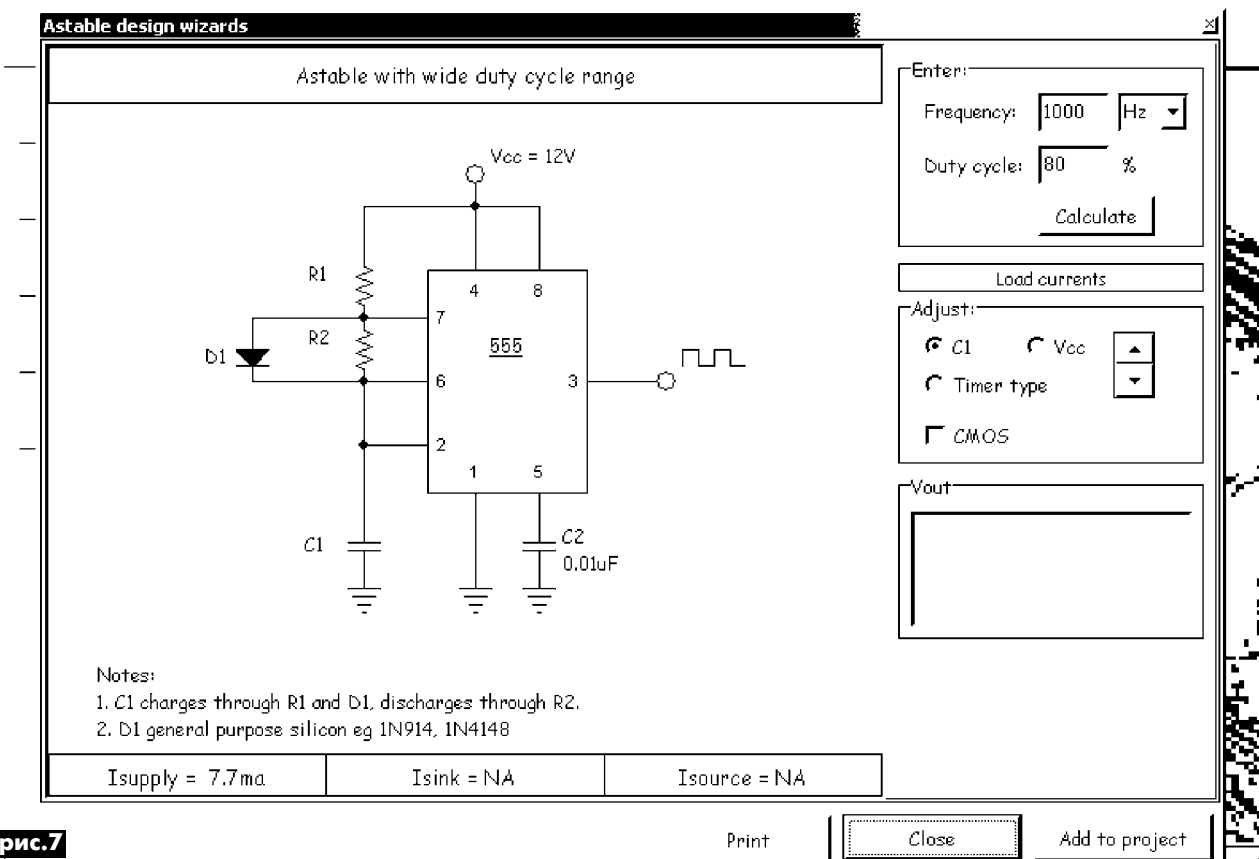 Astable design wizards
Astable with wide duty cycle range
Vcc = 12V
R1
4
8
7
R2
555
D1
6
3
2
1
5
C1
C2
0.01uF
Notes:
1. C1 charges through R1 and D1, discharges through R2.
2. D1 general purpose silicon eg 1N914, 1N4148
Isupply = 7.7ma
Isink = NA
Isource = NA
Enter:
Frequency: 1000 Hz
Duty cycle: 80 %
Calculate
Load currents
Adjust:
C1 Vcc
Timer type
CMOS
Vout
рис.7
Print
Close
Add to project